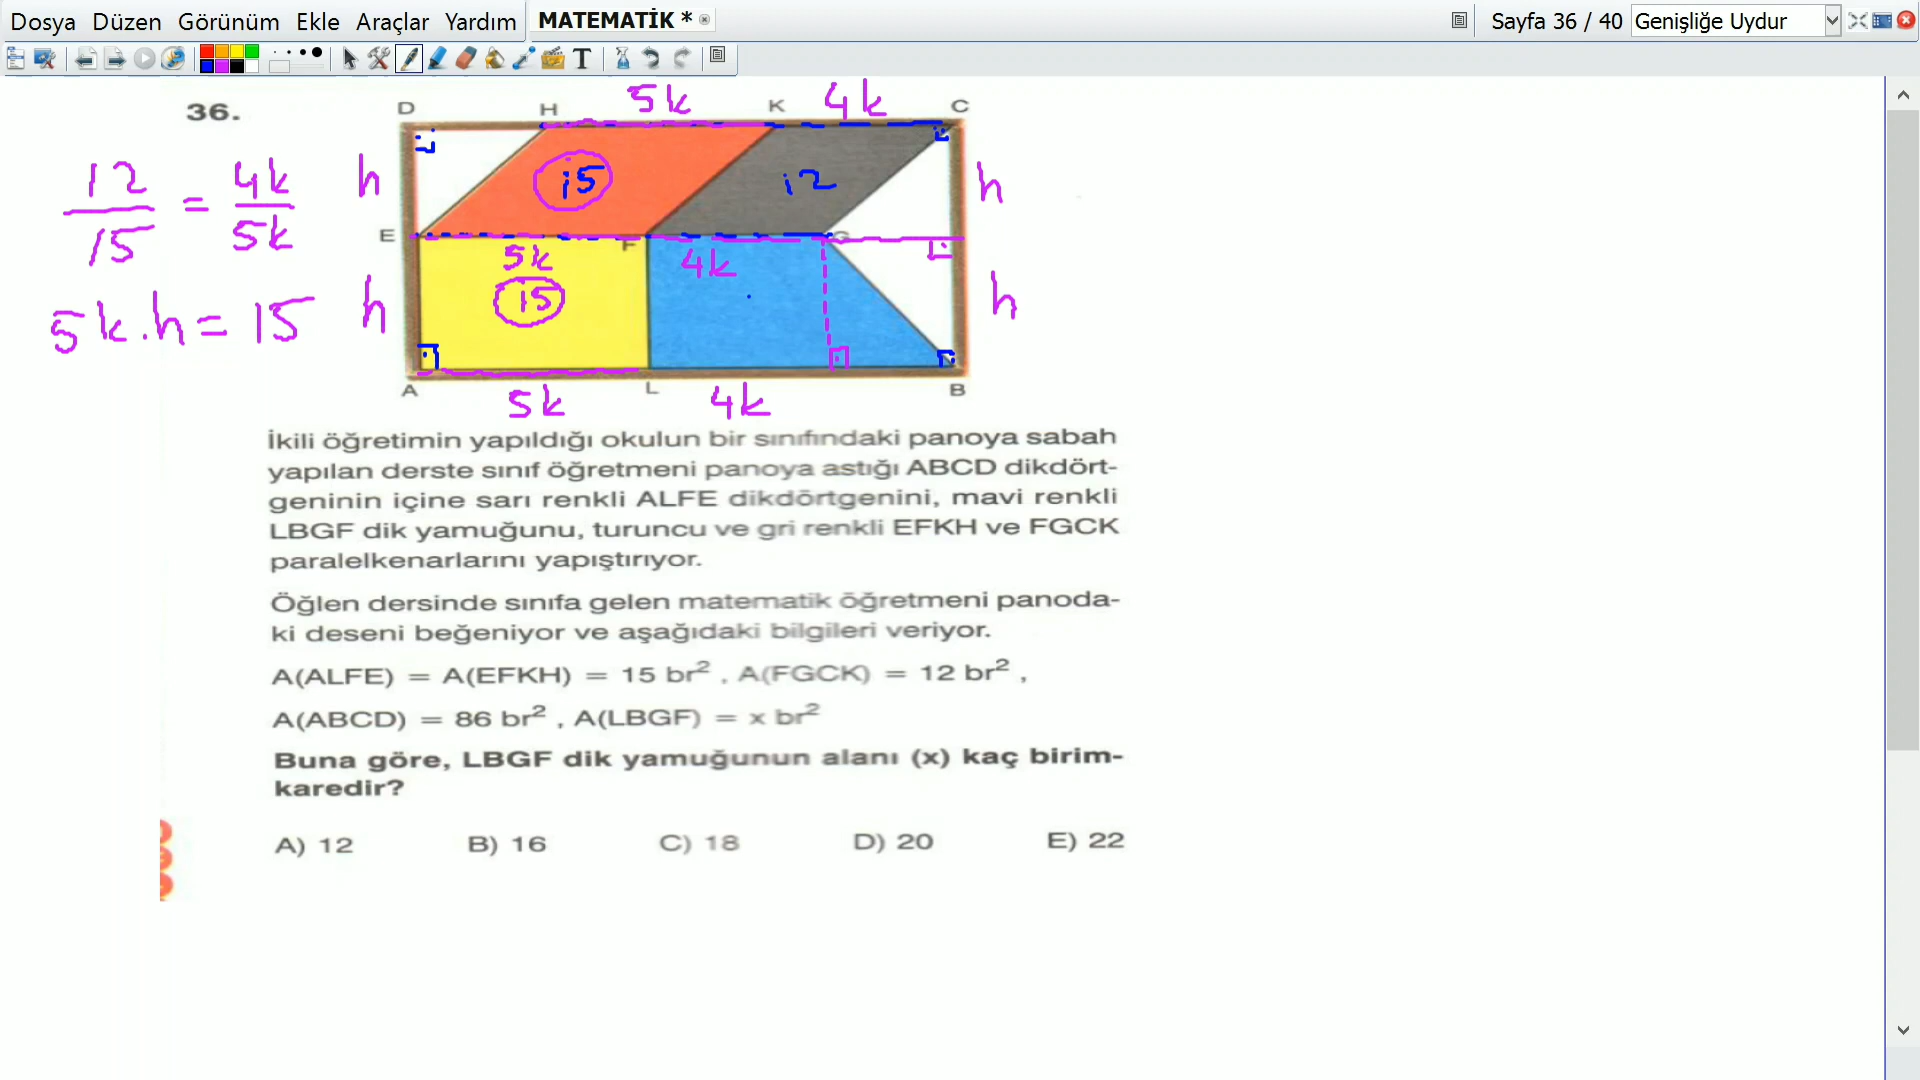 Dosya Düzen Görünüm Ekle Araçlar Yardım MATEMATİK * Sayfa 36 / 40 Genişliğe Uydur
T
36.
D H 5k K 4k C
12/15 = 4k/5k
h 15 12 h
E F G
5k 4k
15
5k.h = 15 h h
A L B
5k 4k
İkili öğretimin yapıldığı okulun bir sınıfındaki panoya sabah
yapılan derste sınıf öğretmeni panoya astığı ABCD dikdört-
geninin içine sarı renkli ALFE dikdörtgenini, mavi renkli
LBGF dik yamuğunu, turuncu ve gri renkli EFKH ve FGCK
paralelkenarlarını yapıştırıyor.
Öğlen dersinde sınıfa gelen matematik öğretmeni panoda-
ki deseni beğeniyor ve aşağıdaki bilgileri veriyor.
A(ALFE) = A(EFKH) = 15 br² , A(FGCK) = 12 br² ,
A(ABCD) = 86 br² , A(LBGF) = x br²
Buna göre, LBGF dik yamuğunun alanı (x) kaç birim-
karedir?
A) 12 B) 16 C) 18 D) 20 E) 22